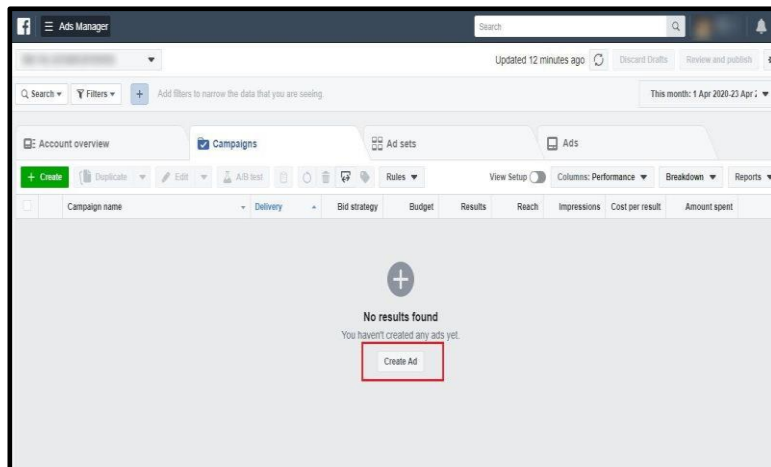 f Ads Manager Search
Updated 12 minutes ago Discard Drafts Review and publish
Search Filters + Add filters to narrow the data that you are seeing. This month: 1 Apr 2020-23 Apr 2
Account overview Campaigns Ad sets Ads
+ Create Duplicate Edit A/B test Rules View Setup Columns: Performance Breakdown Reports
Campaign name Delivery Bid strategy Budget Results Reach Impressions Cost per result Amount spent
No results found
You haven't created any ads yet.
Create Ad